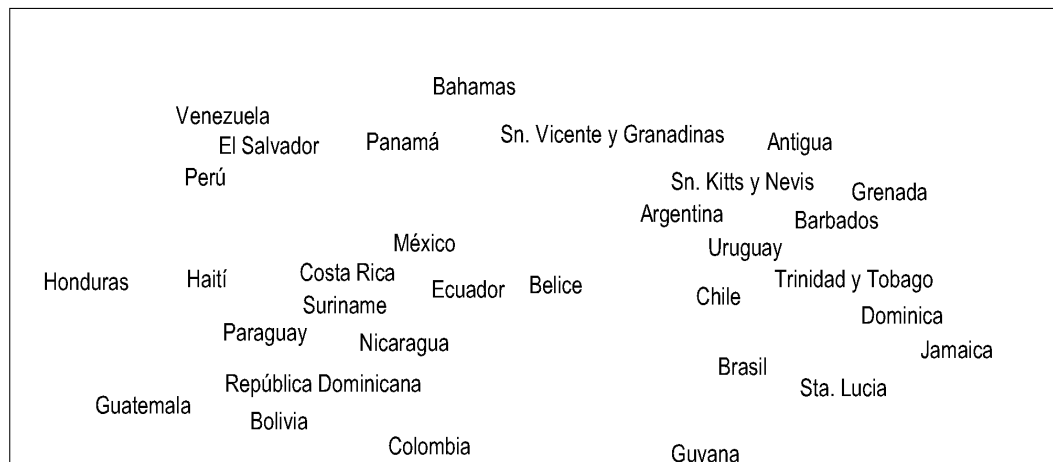 Bahamas
Venezuela
El Salvador
Panamá
Sn. Vicente y Granadinas
Antigua
Perú
Sn. Kitts y Nevis
Grenada
Argentina
Barbados
México
Uruguay
Honduras
Haití
Costa Rica
Ecuador
Belice
Trinidad y Tobago
Suriname
Chile
Dominica
Paraguay
Nicaragua
Jamaica
Brasil
República Dominicana
Sta. Lucia
Guatemala
Bolivia
Colombia
Guyana